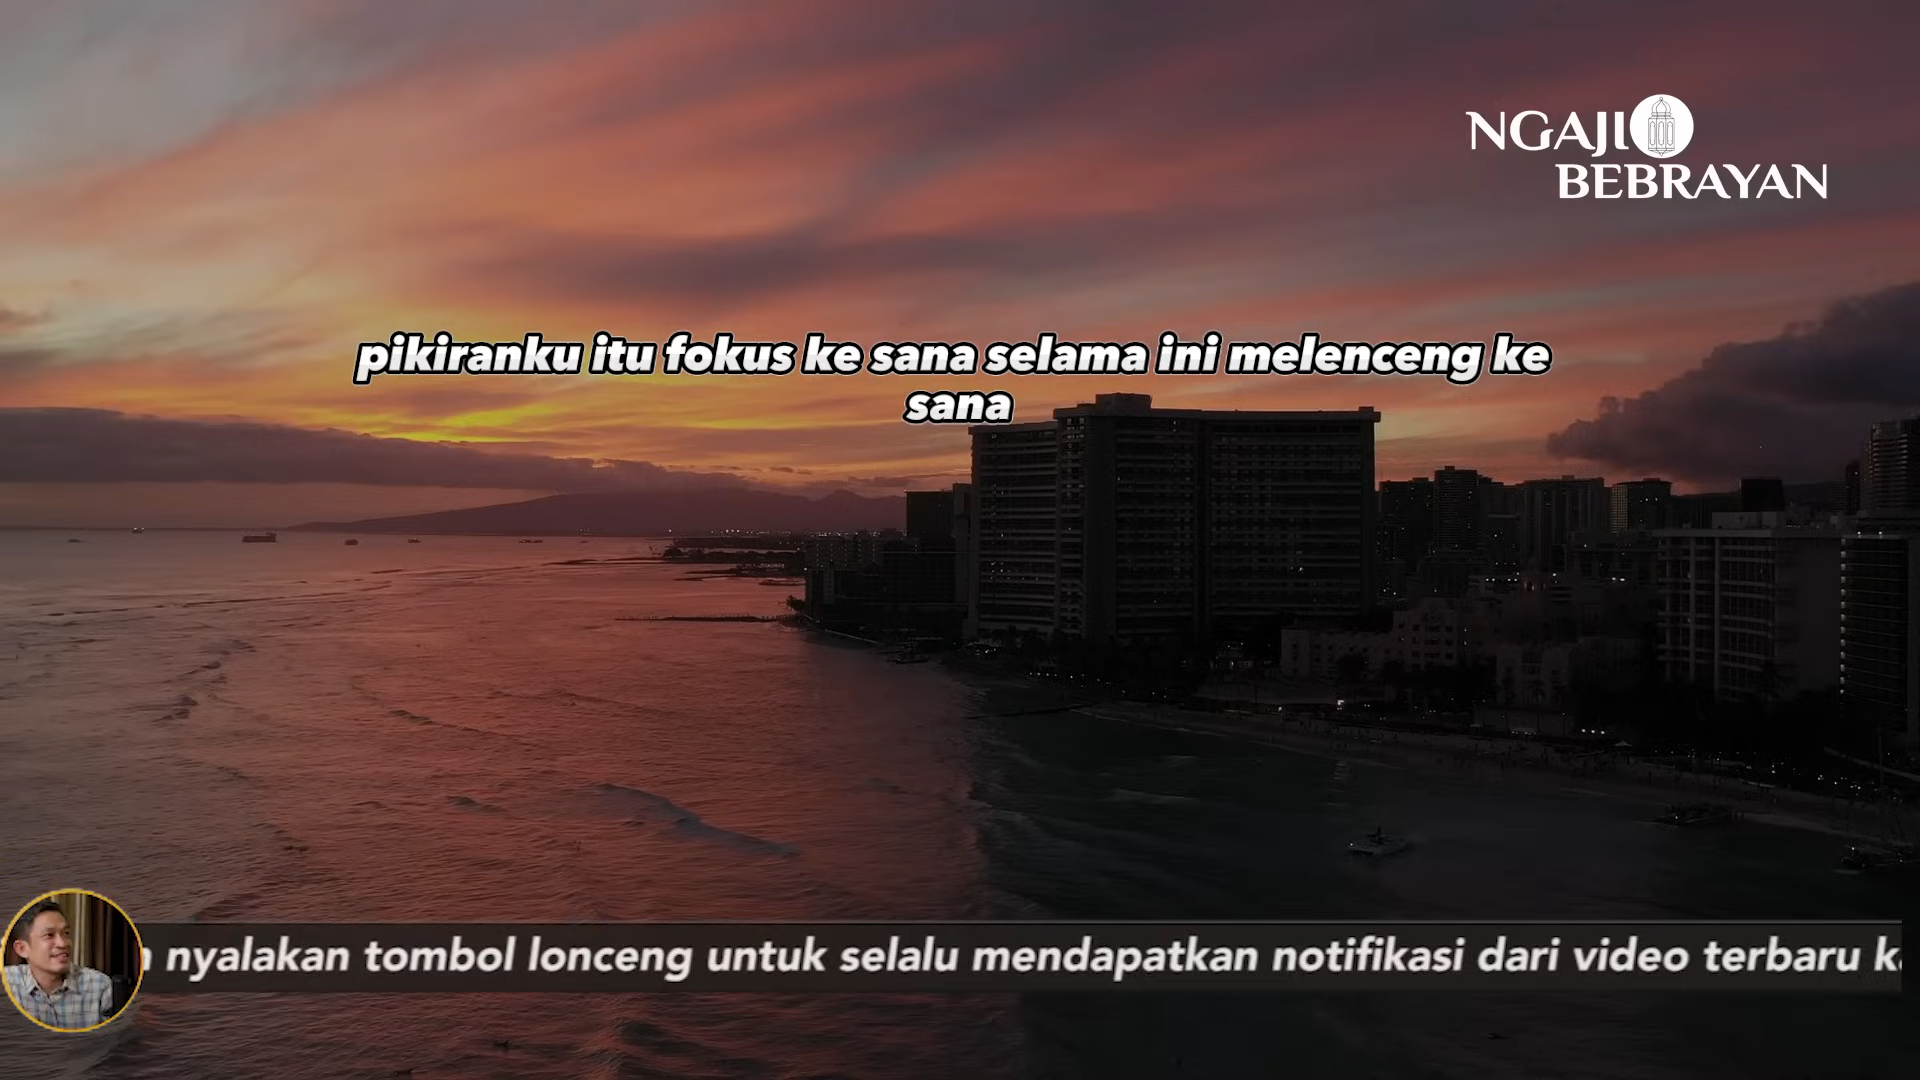 NGAJI
BEBRAYAN
pikiranku itu fokus ke sana selama ini melenceng ke
sana
nyalakan tombol lonceng untuk selalu mendapatkan notifikasi dari video terbaru